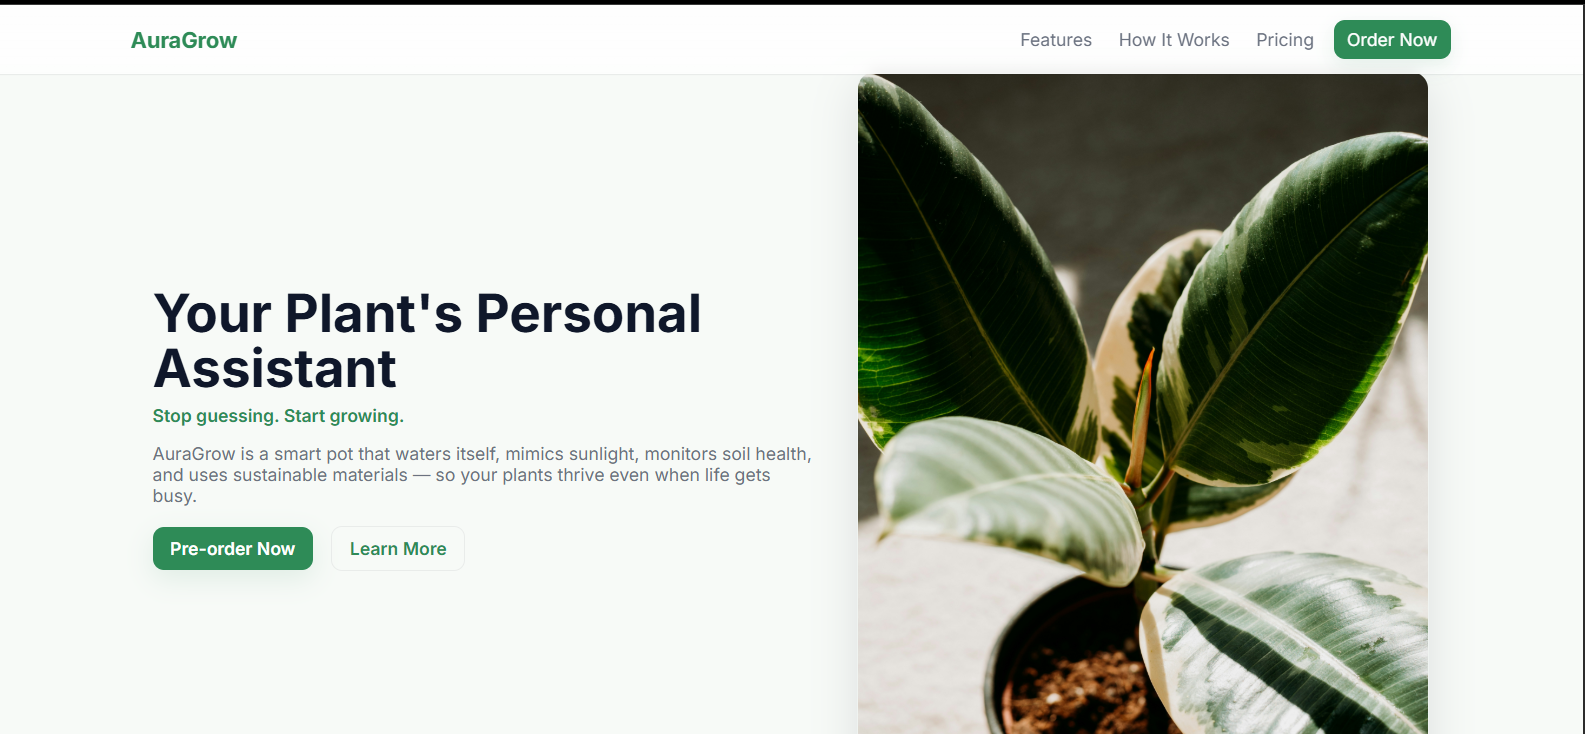 AuraGrow
Features
How It Works
Pricing
Order Now
Your Plant's Personal
Assistant
Stop guessing. Start growing.
AuraGrow is a smart pot that waters itself, mimics sunlight, monitors soil health,
and uses sustainable materials — so your plants thrive even when life gets
busy.
Pre-order Now
Learn More